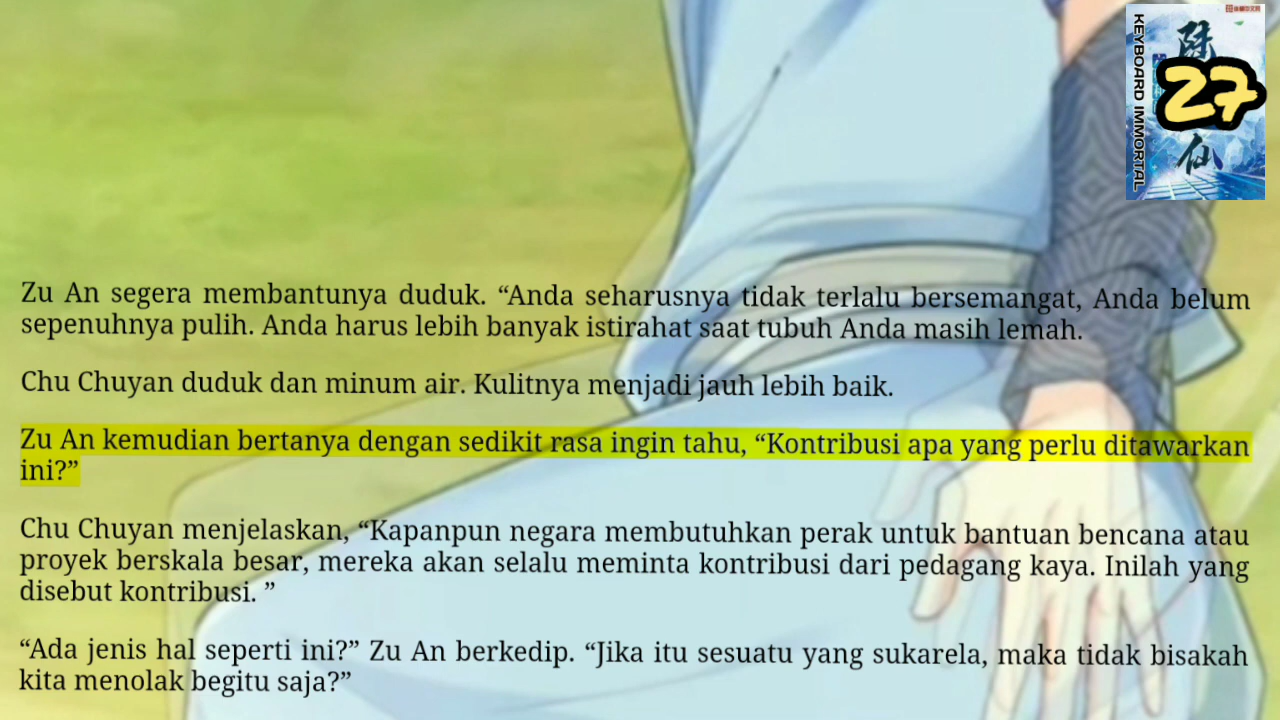 KEYBOARD IMMORTAL
27
仙
Zu An segera membantunya duduk. “Anda seharusnya tidak terlalu bersemangat, Anda belum
sepenuhnya pulih. Anda harus lebih banyak istirahat saat tubuh Anda masih lemah.
Chu Chuyan duduk dan minum air. Kulitnya menjadi jauh lebih baik.
Zu An kemudian bertanya dengan sedikit rasa ingin tahu, “Kontribusi apa yang perlu ditawarkan
ini?”
Chu Chuyan menjelaskan, “Kapanpun negara membutuhkan perak untuk bantuan bencana atau
proyek berskala besar, mereka akan selalu meminta kontribusi dari pedagang kaya. Inilah yang
disebut kontribusi. ”
“Ada jenis hal seperti ini?” Zu An berkedip. “Jika itu sesuatu yang sukarela, maka tidak bisakah
kita menolak begitu saja?”